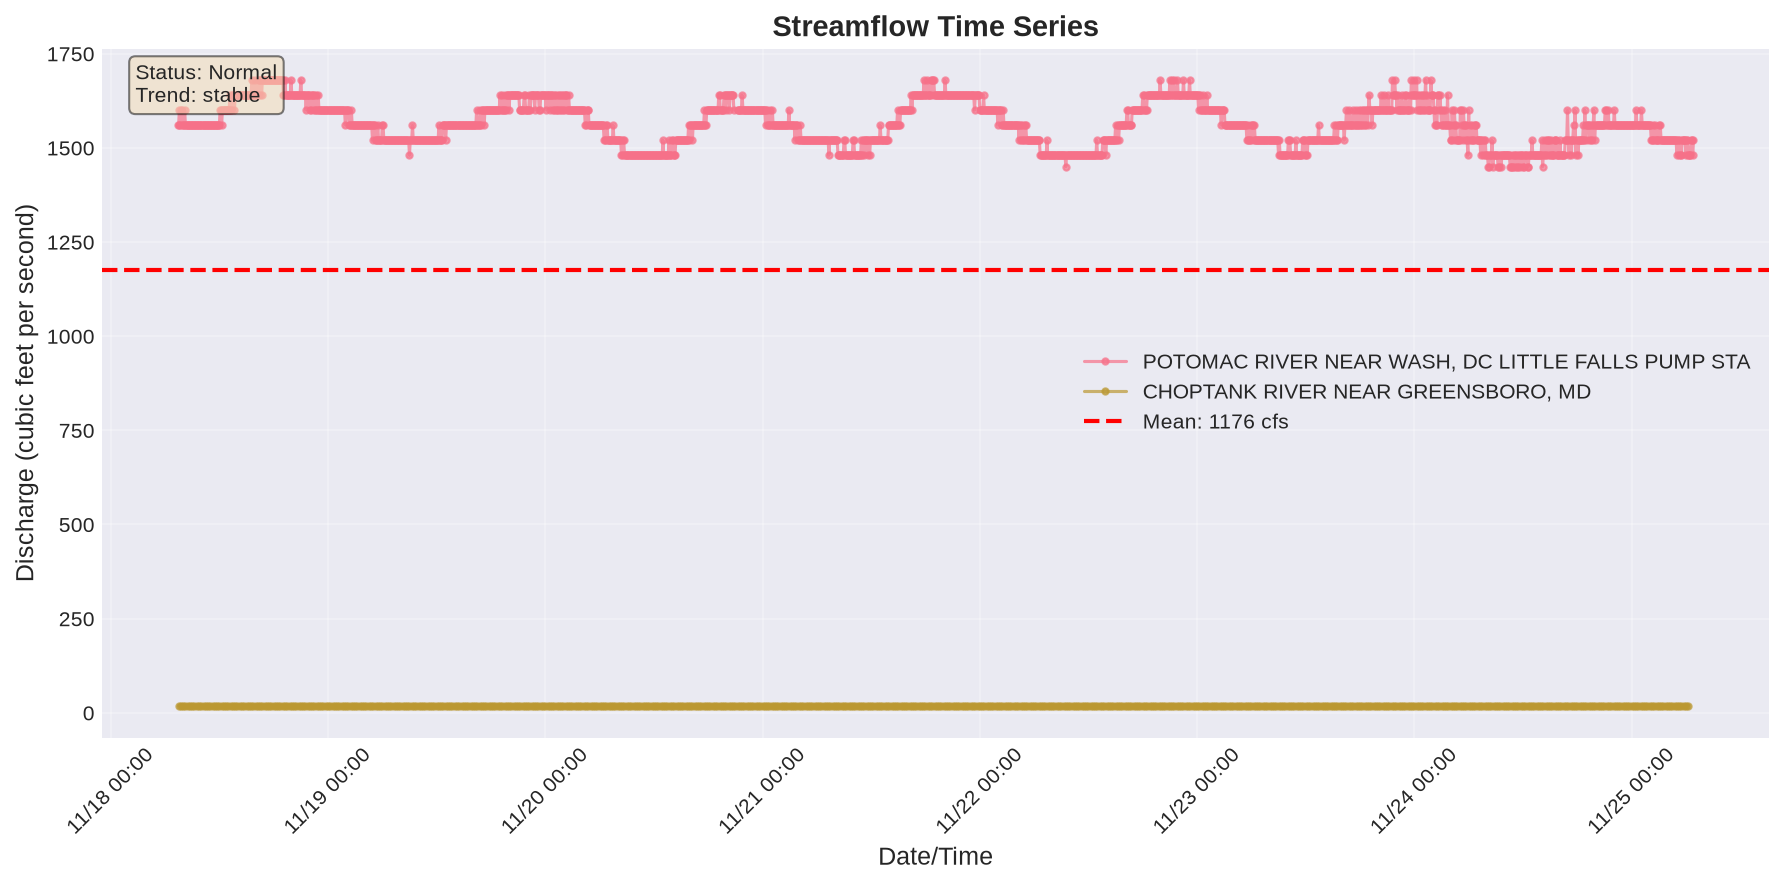 Streamflow Time Series
Status: Normal
Trend: stable
1750
1500
1250
1000
750
500
250
0
Discharge (cubic feet per second)
POTOMAC RIVER NEAR WASH, DC LITTLE FALLS PUMP STA
CHOPTANK RIVER NEAR GREENSBORO, MD
Mean: 1176 cfs
11/18 00:00
11/19 00:00
11/20 00:00
11/21 00:00
11/22 00:00
11/23 00:00
11/24 00:00
11/25 00:00
Date/Time